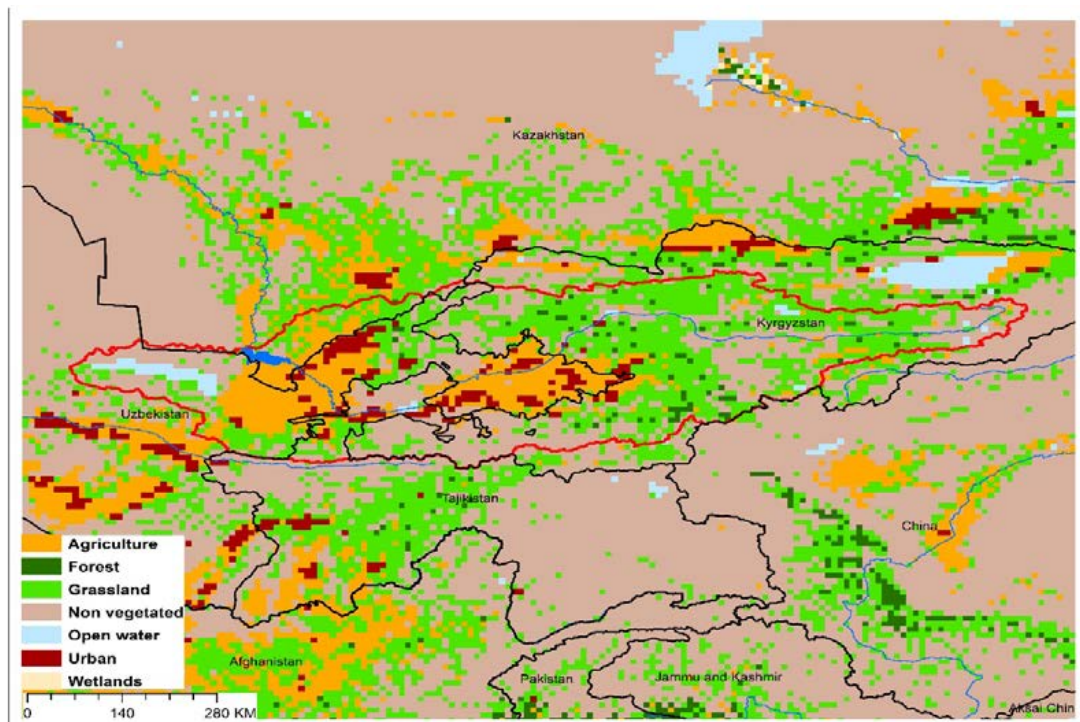 Kazakhstan
Kyrgyzstan
Uzbekistan
Tajikistan
China
Agriculture
Forest
Grassland
Non vegetated
Open water
Urban
Wetlands
Afghanistan
Pakistan
Jammu and Kashmir
Aksai Chin
0 140 280 KM